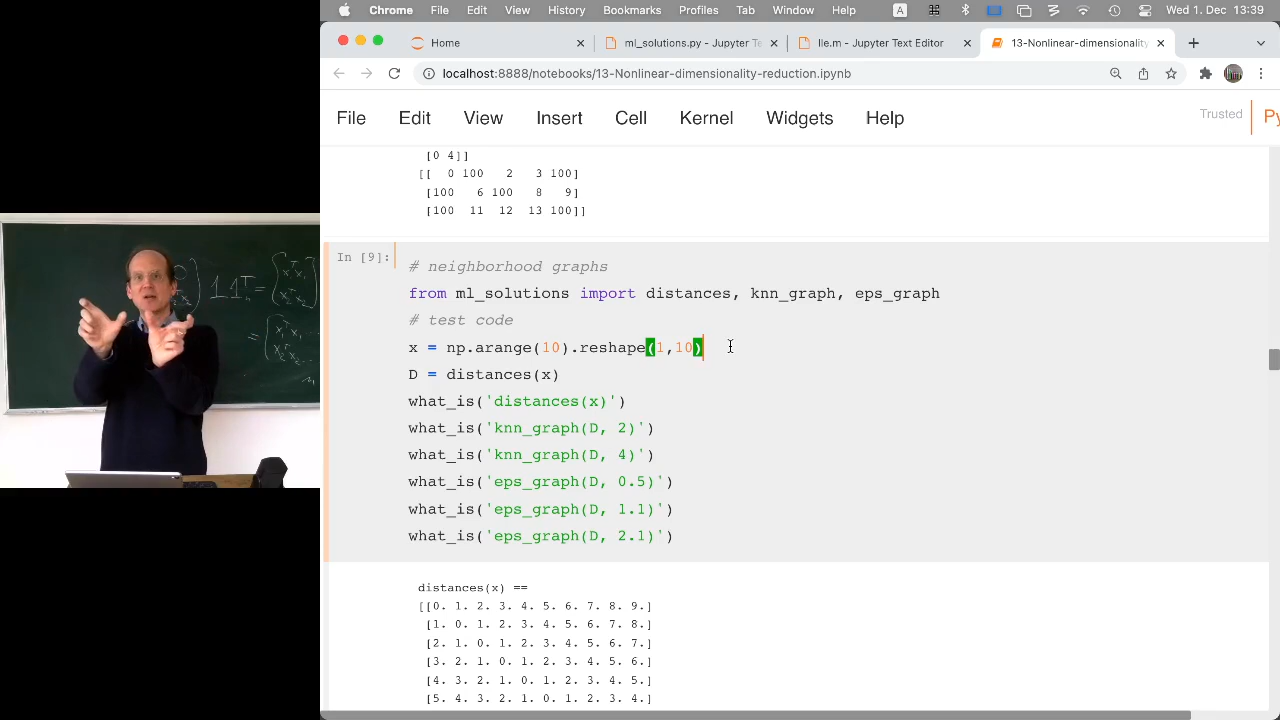 Chrome File Edit View History Bookmarks Profiles Tab Window Help A Wed 1. Dec 13:39
Home ml_solutions.py - Jupyter Te lle.m - Jupyter Text Editor 13-Nonlinear-dimensionality-
localhost:8888/notebooks/13-Nonlinear-dimensionality-reduction.ipynb
File Edit View Insert Cell Kernel Widgets Help Trusted Py
[0 4]]
[[ 0 100 2 3 100]
[100 6 100 8 9]
[100 11 12 13 100]]
In [9]:
# neighborhood graphs
from ml_solutions import distances, knn_graph, eps_graph
# test code
x = np.arange(10).reshape(1,10)
D = distances(x)
what_is('distances(x)')
what_is('knn_graph(D, 2)')
what_is('knn_graph(D, 4)')
what_is('eps_graph(D, 0.5)')
what_is('eps_graph(D, 1.1)')
what_is('eps_graph(D, 2.1)')
distances(x) ==
[[0. 1. 2. 3. 4. 5. 6. 7. 8. 9.]
[1. 0. 1. 2. 3. 4. 5. 6. 7. 8.]
[2. 1. 0. 1. 2. 3. 4. 5. 6. 7.]
[3. 2. 1. 0. 1. 2. 3. 4. 5. 6.]
[4. 3. 2. 1. 0. 1. 2. 3. 4. 5.]
[5. 4. 3. 2. 1. 0. 1. 2. 3. 4.]